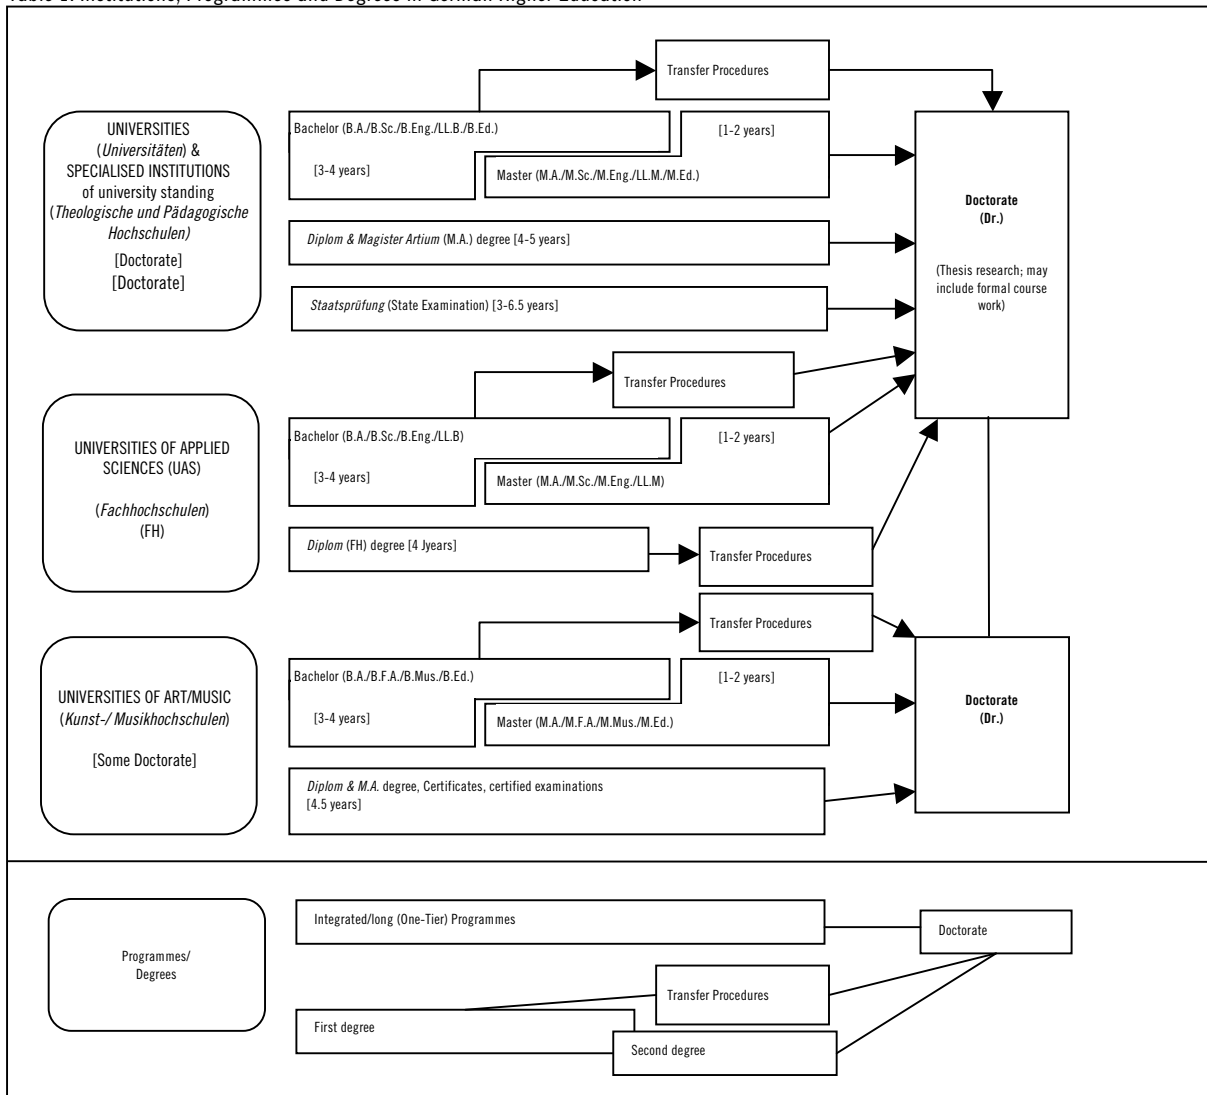 Table 1: Institutions, Programmes and Degrees in German Higher Education
Transfer Procedures
UNIVERSITIES
(Universitäten) &
SPECIALISED INSTITUTIONS
of university standing
(Theologische und Pädagogische
Hochschulen)
[Doctorate]
[Doctorate]
Bachelor (B.A./B.Sc./B.Eng./LL.B./B.Ed.)
[3-4 years]
[1-2 years]
Master (M.A./M.Sc./M.Eng./LL.M./M.Ed.)
Diplom & Magister Artium (M.A.) degree [4-5 years]
Staatsprüfung (State Examination) [3-6.5 years]
Doctorate
(Dr.)
(Thesis research; may
include formal course
work)
Transfer Procedures
UNIVERSITIES OF APPLIED
SCIENCES (UAS)
(Fachhochschulen)
(FH)
Bachelor (B.A./B.Sc./B.Eng./LL.B)
[3-4 years]
[1-2 years]
Master (M.A./M.Sc./M.Eng./LL.M)
Diplom (FH) degree [4 Jyears]
Transfer Procedures
Transfer Procedures
UNIVERSITIES OF ART/MUSIC
(Kunst-/ Musikhochschulen)
[Some Doctorate]
Bachelor (B.A./B.F.A./B.Mus./B.Ed.)
[3-4 years]
[1-2 years]
Master (M.A./M.F.A./M.Mus./M.Ed.)
Diplom & M.A. degree, Certificates, certified examinations
[4.5 years]
Doctorate
(Dr.)
Programmes/
Degrees
Integrated/long (One-Tier) Programmes
Doctorate
Transfer Procedures
First degree
Second degree